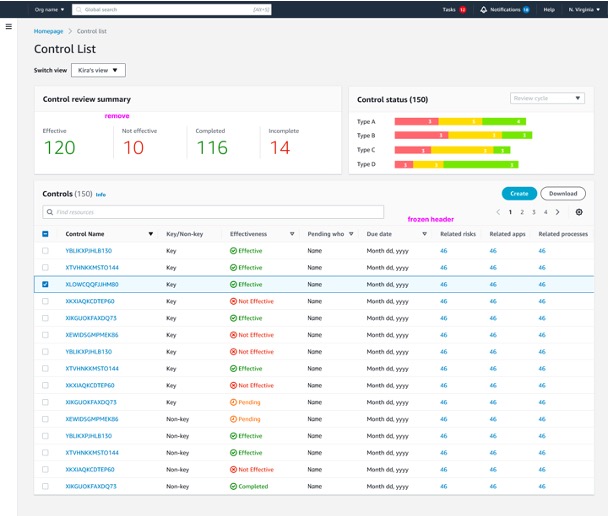 Org name ▼ Global search [Alt+S] Tasks 12 Notifications 18 Help N. Virginia ▼
Homepage > Control list
Control List
Switch view Kira's view ▼
Control review summary
remove
Effective Not effective Completed Incomplete
120 10 116 14
Control status (150) Review cycle ▼
Type A 3 3 4
Type B 3 3 3
Type C 3 3 3
Type D 3 3 3
Controls (150) Info Create Download
Find resources
frozen header
< 1 2 3 4 >
Control Name Key/Non-key Effectiveness Pending who Due date Related risks Related apps Related processes
YBLIKXPJHLB150 Key Effective Name Month dd, yyyy 46 46 46
XTVHNKKMSTO144 Key Effective Name Month dd, yyyy 46 46 46
XLOWCQQFJJHM80 Key Effective Name Month dd, yyyy 46 46 46
XKXIAQKCDTEP60 Key Not Effective Name Month dd, yyyy 46 46 46
XIKGUOKFAXDQ73 Key Effective Name Month dd, yyyy 46 46 46
XEWIDSGMPMEK86 Key Not Effective Name Month dd, yyyy 46 46 46
YBLIKXPJHLB150 Key Not Effective Name Month dd, yyyy 46 46 46
XTVHNKKMSTO144 Key Effective Name Month dd, yyyy 46 46 46
XKXIAQKCDTEP60 Key Not Effective Name Month dd, yyyy 46 46 46
XIKGUOKFAXDQ73 Key Pending Name Month dd, yyyy 46 46 46
XEWIDSGMPMEK86 Non-key Pending Name Month dd, yyyy 46 46 46
YBLIKXPJHLB150 Non-key Effective Name Month dd, yyyy 46 46 46
XTVHNKKMSTO144 Non-key Effective Name Month dd, yyyy 46 46 46
XKXIAQKCDTEP60 Non-key Not Effective Name Month dd, yyyy 46 46 46
XIKGUOKFAXDQ73 Non-key Completed Name Month dd, yyyy 46 46 46